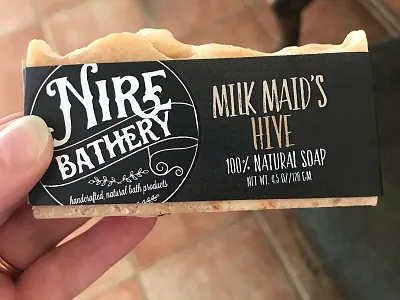 NIRE
BATHERY
handcrafted, natural bath products
MILK MAID'S
HIVE
100% NATURAL SOAP
NET WT. 4.5 OZ/128 GM